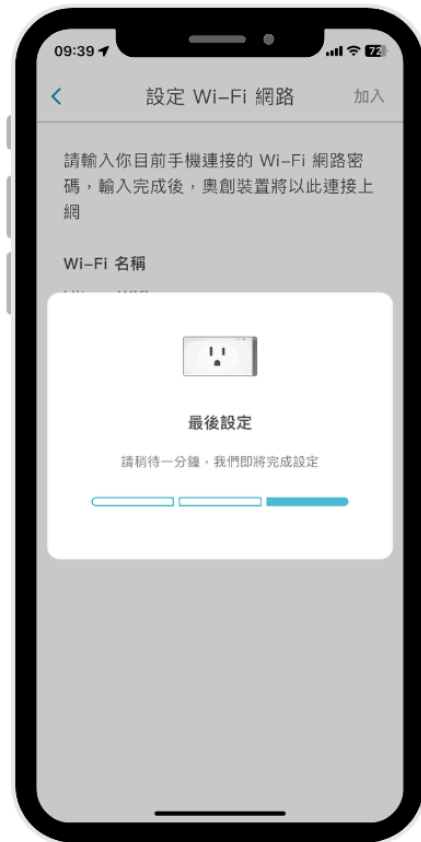 09:39
72
設定 Wi-Fi 網路
加入
請輸入你目前手機連接的 Wi-Fi 網路密
碼，輸入完成後，奧創裝置將以此連接上
網
Wi-Fi 名稱
最後設定
請稍待一分鐘，我們即將完成設定